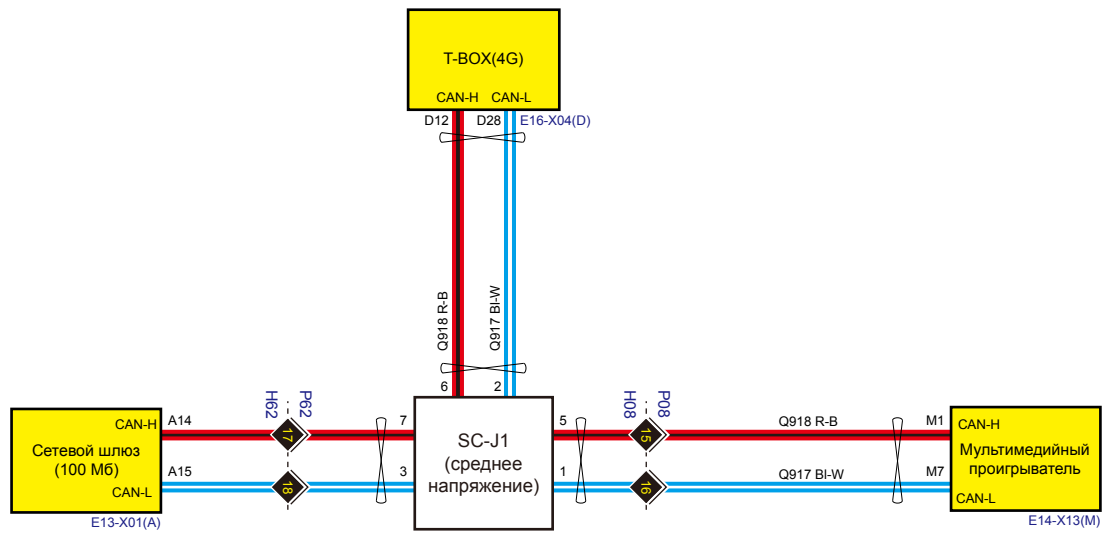 T-BOX(4G)
CAN-H CAN-L
D12 D28 E16-X04(D)
Q918 R-B
Q917 Bl-W
6 2
H62 P62
H08 P08
CAN-H A14 17 7
Сетевой шлюз
(100 Мб)
A15 18 3
CAN-L
E13-X01(A)
SC-J1
(среднее
напряжение)
5 15 Q918 R-B M1 CAN-H
Мультимедийный
проигрыватель
1 16 Q917 Bl-W M7
CAN-L
E14-X13(M)